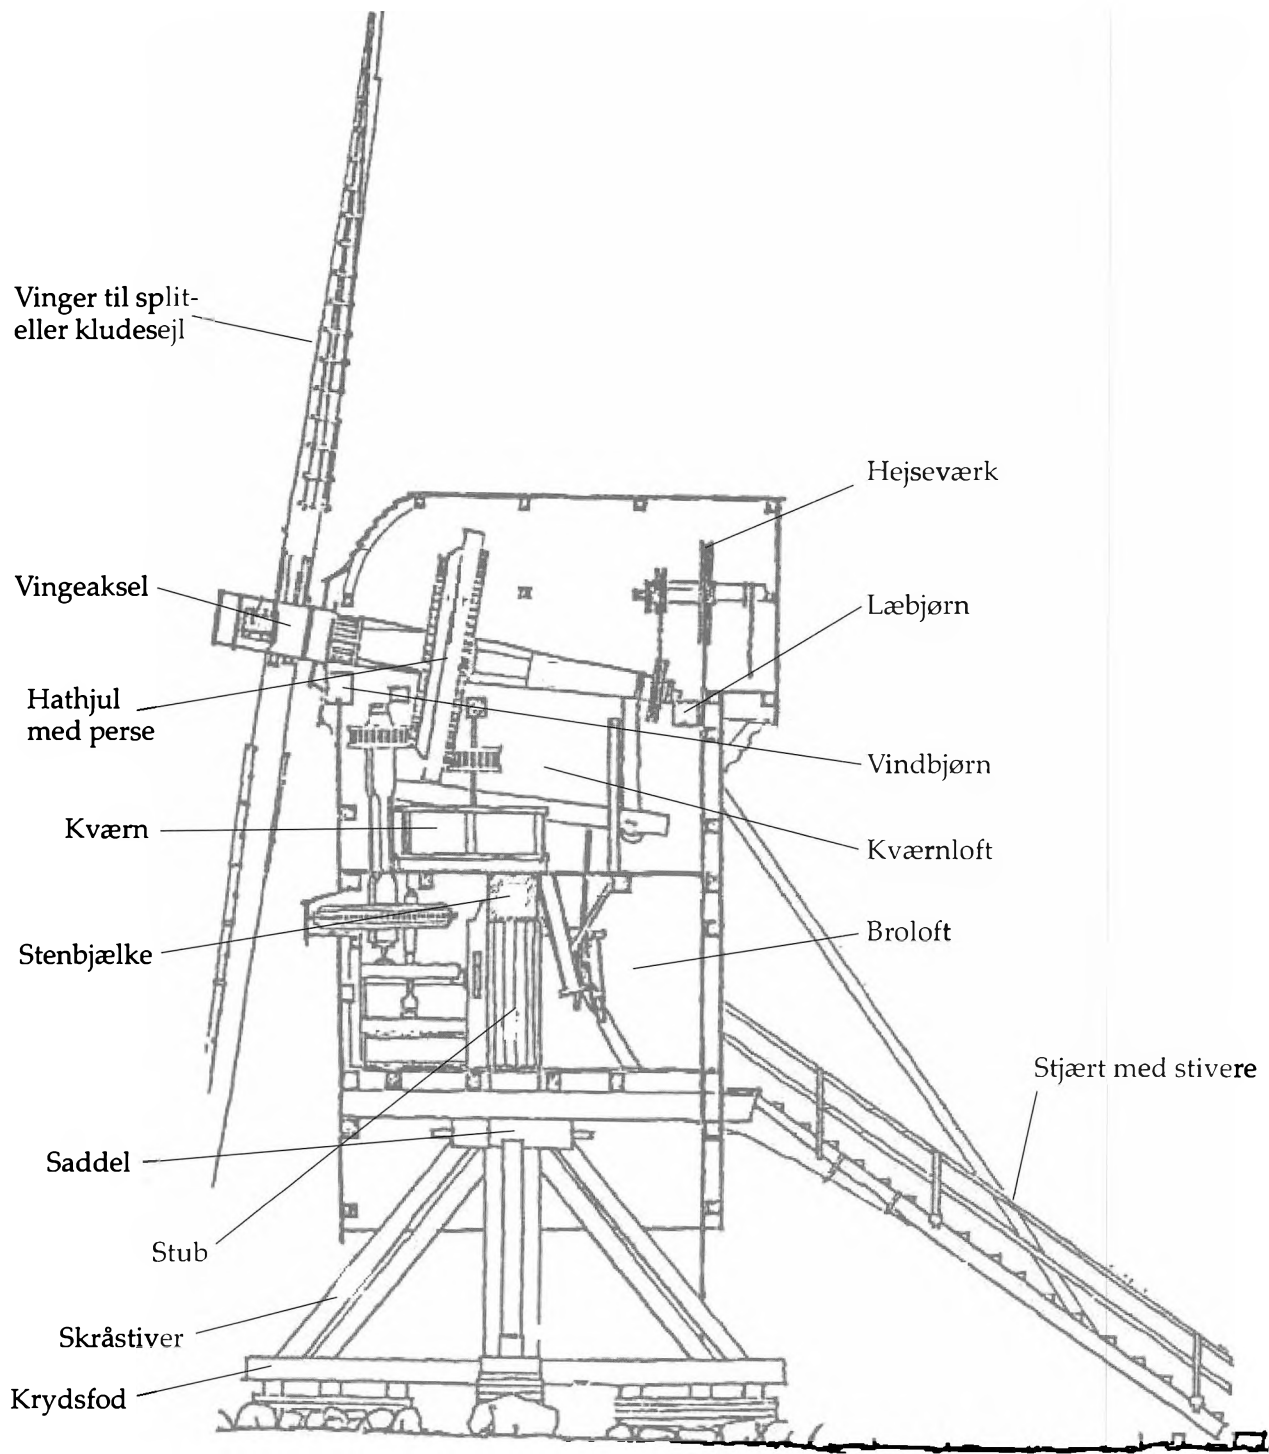 Vinger til split-
eller kludesejl
Hejseværk
Vingeaksel
Læbjørn
Hathjul
med perse
Vindbjørn
Kværn
Kværnloft
Broloft
Stenbjælke
Stjært med stivere
Saddel
Stub
Skråstiver
Krydsfod